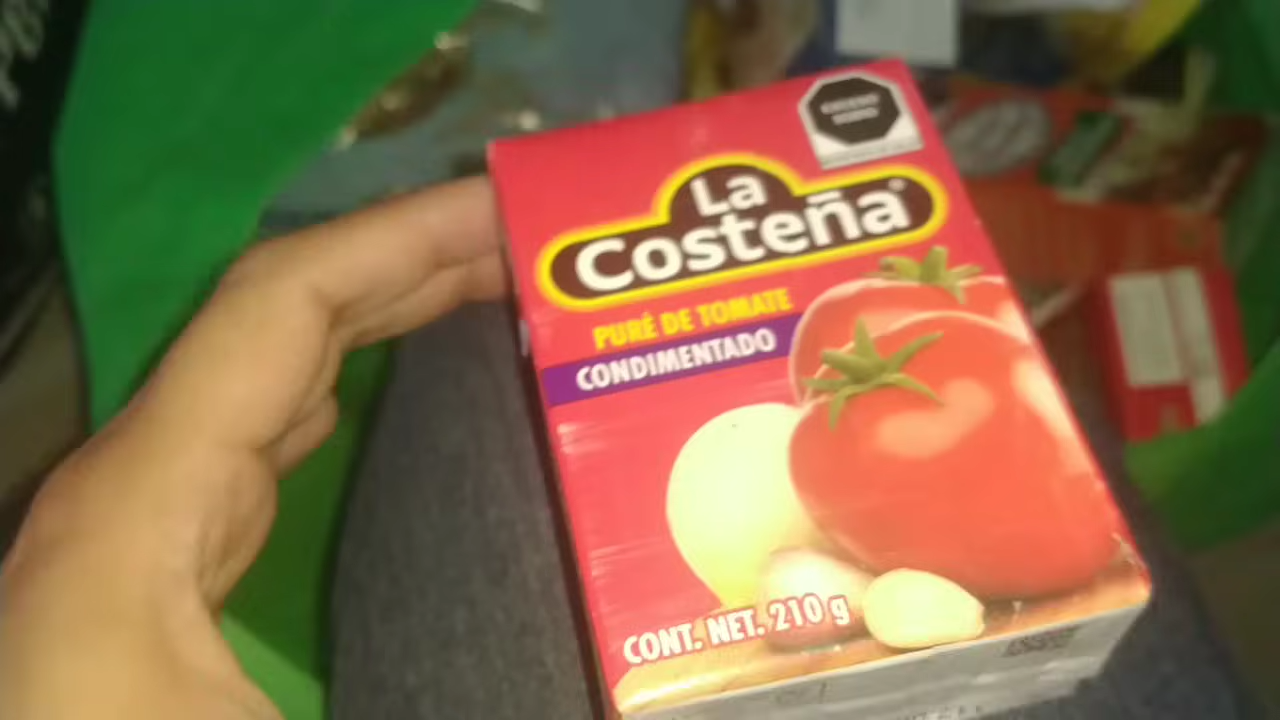 La
Costeña
PURÉ DE TOMATE
CONDIMENTADO
CONT. NET. 210 g